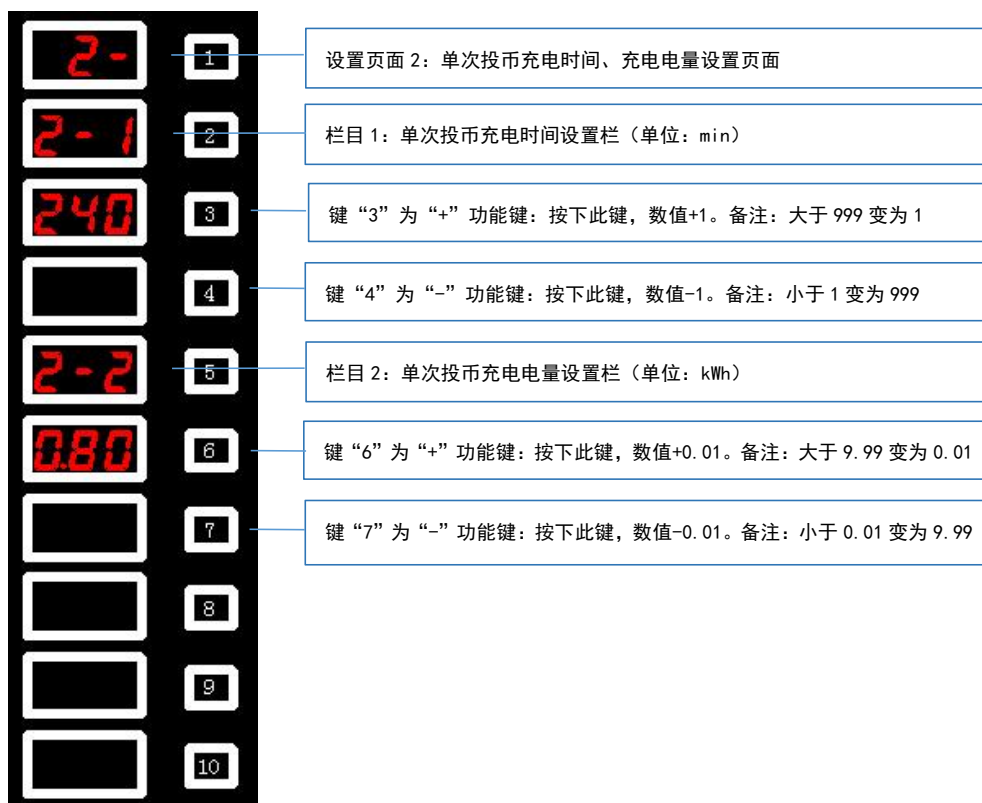 2- 1 设置页面 2：单次投币充电时间、充电电量设置页面
2-1 2 栏目 1：单次投币充电时间设置栏（单位：min）
240 3 键“3”为“+”功能键：按下此键，数值+1。备注：大于 999 变为 1
4 键“4”为“-”功能键：按下此键，数值-1。备注：小于 1 变为 999
2-2 5 栏目 2：单次投币充电电量设置栏（单位：kWh）
0.80 6 键“6”为“+”功能键：按下此键，数值+0.01。备注：大于 9.99 变为 0.01
7 键“7”为“-”功能键：按下此键，数值-0.01。备注：小于 0.01 变为 9.99
8
9
10